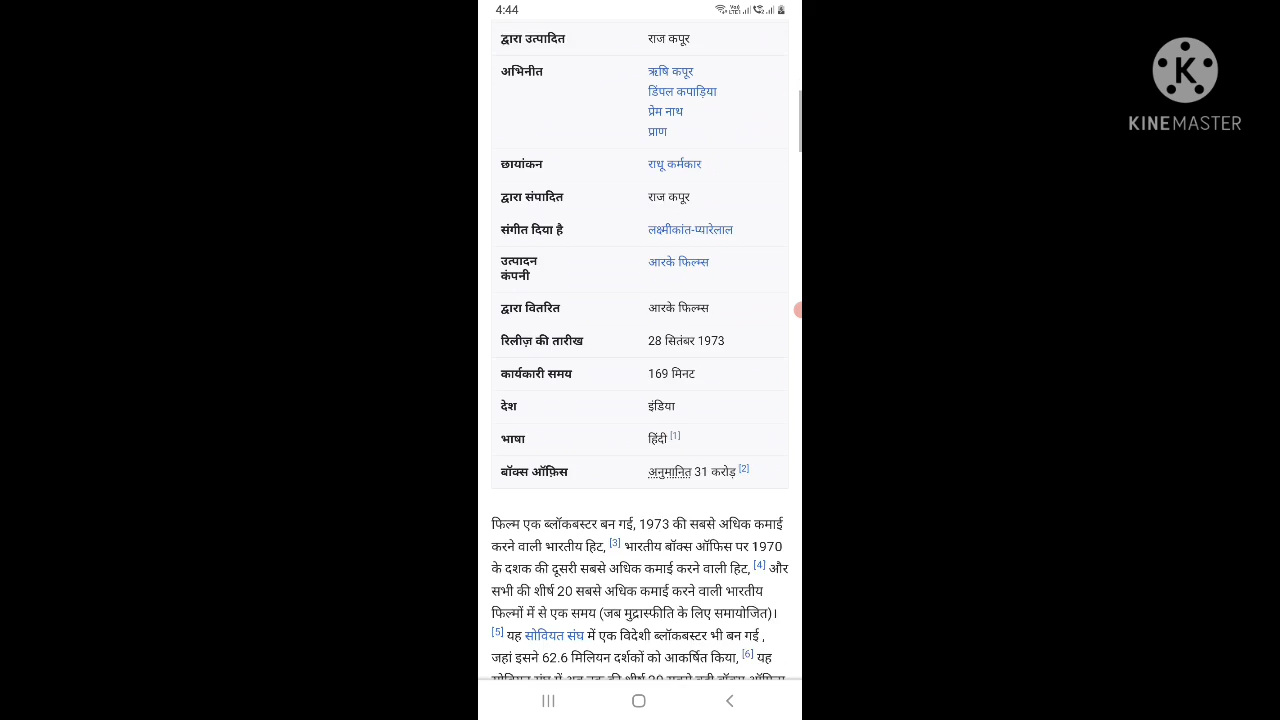 4:44
द्वारा उत्पादित राज कपूर
अभिनीत ऋषि कपूर
डिंपल कपाड़िया
प्रेम नाथ
प्राण
छायांकन राधू कर्मकार
द्वारा संपादित राज कपूर
संगीत दिया है लक्ष्मीकांत-प्यारेलाल
उत्पादन
कंपनी
आरके फिल्म्स
द्वारा वितरित आरके फिल्म्स
रिलीज़ की तारीख 28 सितंबर 1973
कार्यकारी समय 169 मिनट
देश इंडिया
भाषा हिंदी [1]
बॉक्स ऑफ़िस अनुमानित 31 करोड़ [2]
फिल्म एक ब्लॉकबस्टर बन गई, 1973 की सबसे अधिक कमाई
करने वाली भारतीय हिट, [3] भारतीय बॉक्स ऑफिस पर 1970
के दशक की दूसरी सबसे अधिक कमाई करने वाली हिट, [4] और
सभी की शीर्ष 20 सबसे अधिक कमाई करने वाली भारतीय
फिल्मों में से एक समय (जब मुद्रास्फीति के लिए समायोजित)।
[5] यह सोवियत संघ में एक विदेशी ब्लॉकबस्टर भी बन गई ,
जहां इसने 62.6 मिलियन दर्शकों को आकर्षित किया, [6] यह
KINEMASTER